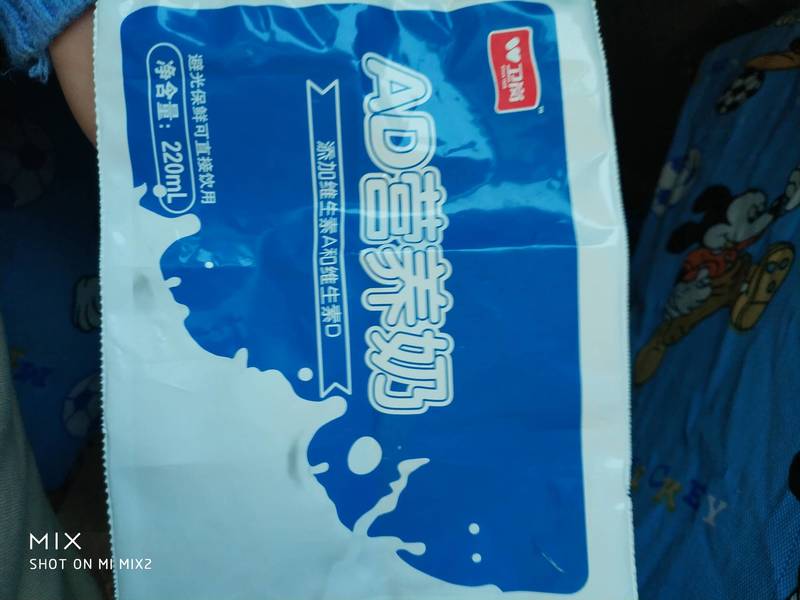 卫岗
AD营养奶
添加维生素A和维生素D
避光保鲜可直接饮用
净含量：220mL
MICKEY
MIX
SHOT ON MI MIX2